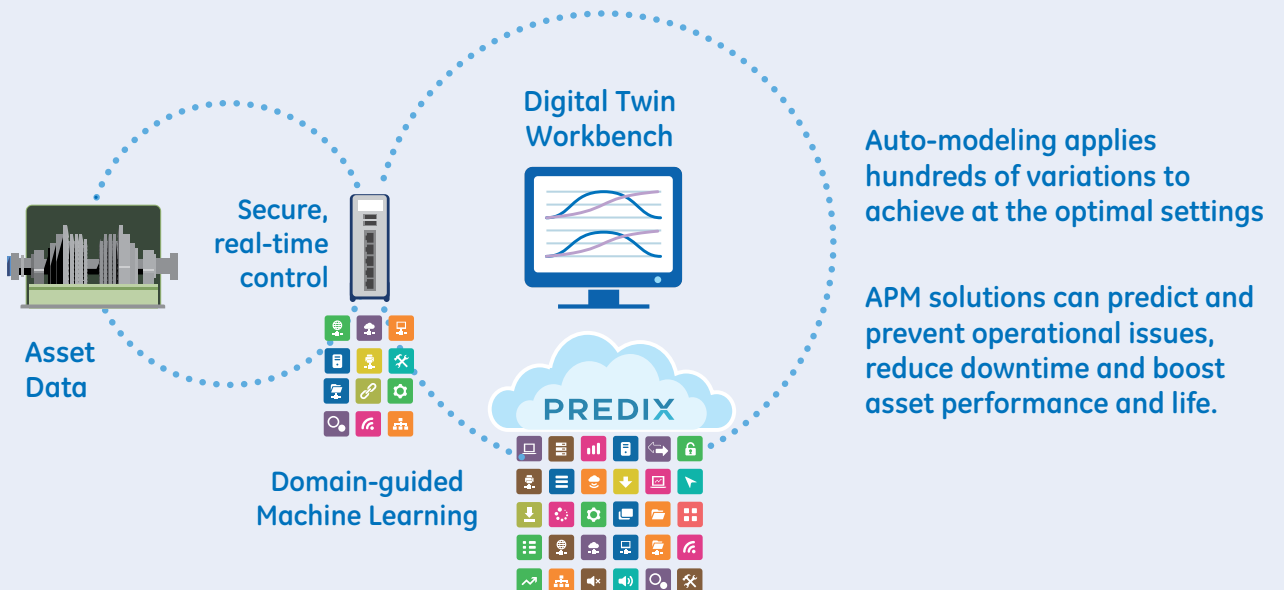 Digital Twin
Workbench
Secure,
real-time
control
Asset
Data
PREDIX
Domain-guided
Machine Learning
Auto-modeling applies
hundreds of variations to
achieve at the optimal settings
APM solutions can predict and
prevent operational issues,
reduce downtime and boost
asset performance and life.